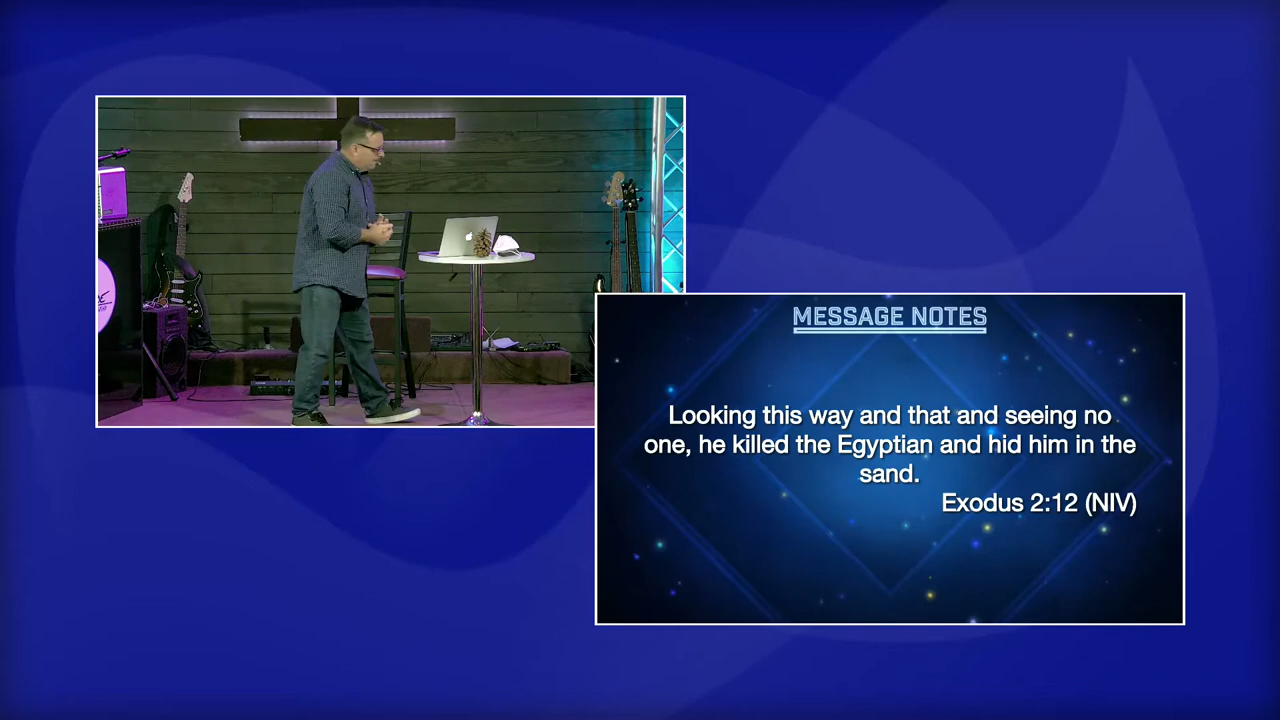 MESSAGE NOTES
Looking this way and that and seeing no
one, he killed the Egyptian and hid him in the
sand.
Exodus 2:12 (NIV)